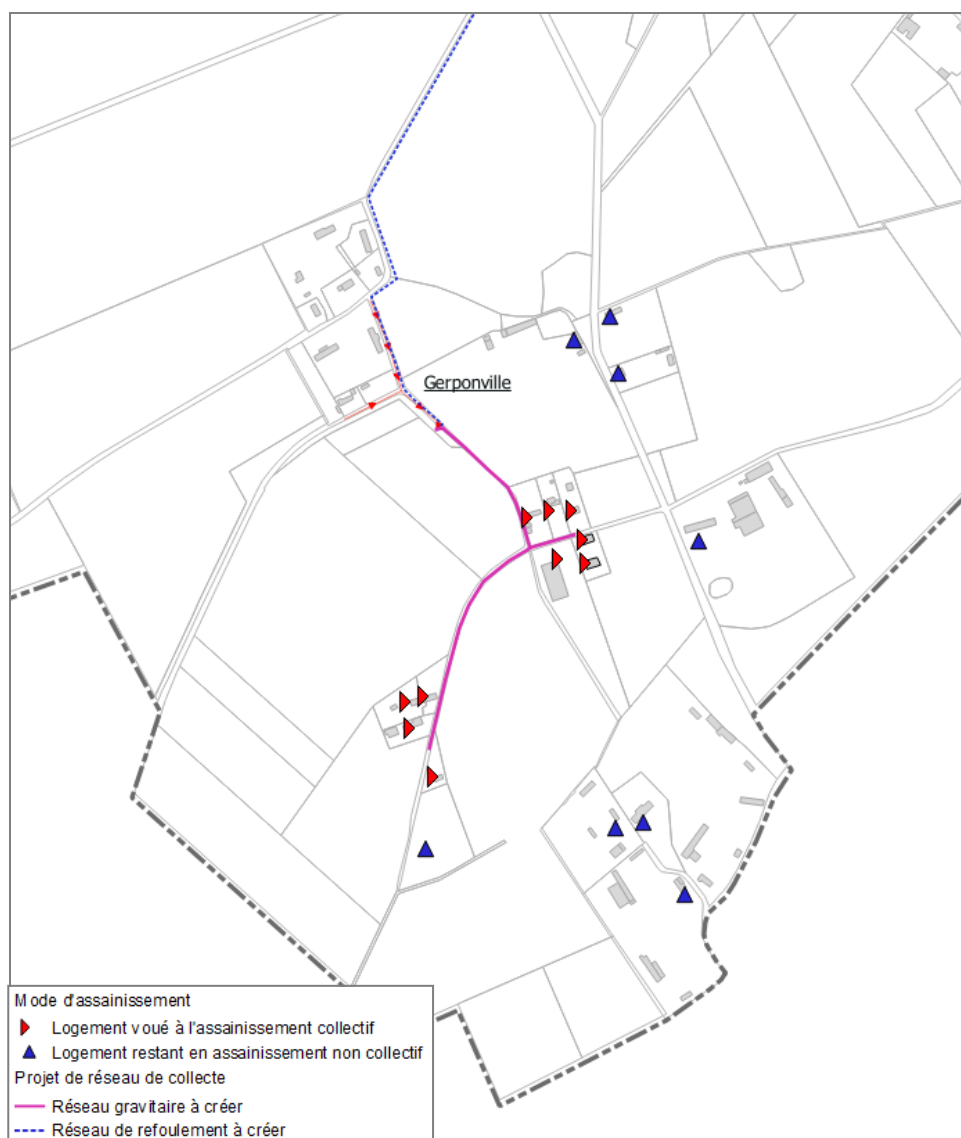 Gerponville
Mode d'assainissement
Logement voué à l'assainissement collectif
Logement restant en assainissement non collectif
Projet de réseau de collecte
Réseau gravitaire à créer
Réseau de refoulement à créer